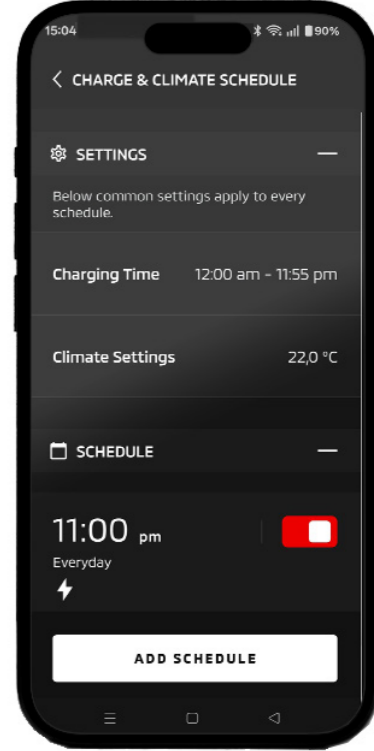 15:04 90%
CHARGE & CLIMATE SCHEDULE
SETTINGS
Below common settings apply to every
schedule.
Charging Time 12:00 am - 11:55 pm
Climate Settings 22,0 °C
SCHEDULE
11:00 pm
Everyday
ADD SCHEDULE